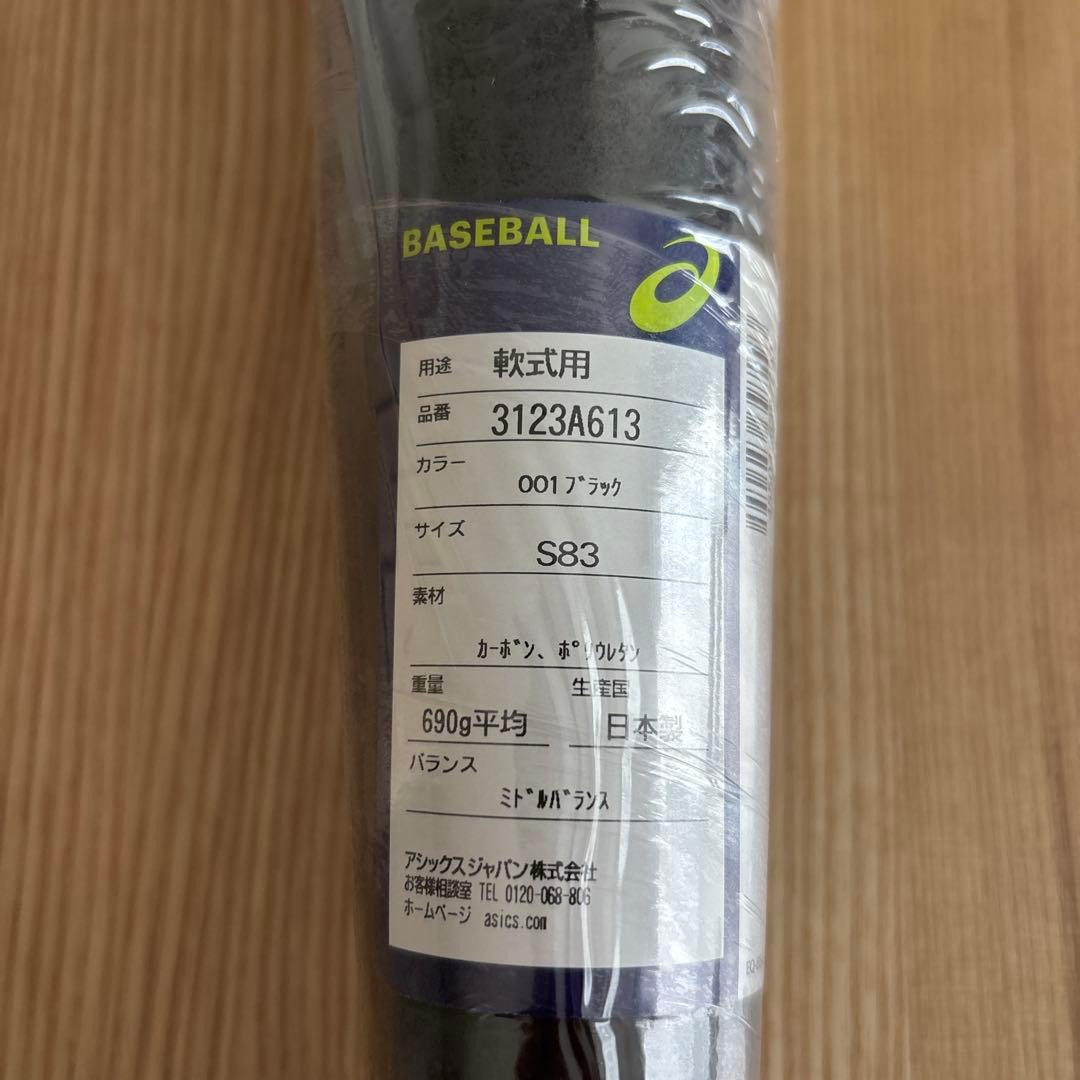 BASEBALL
用途 軟式用
品番 3123A613
カラー
001ブラック
サイズ
S83
素材
カーボン、ポリウレタン
重量 生産国
690g平均 日本製
バランス
ミドルバランス
アシックスジャパン株式会社
お客様相談室 TEL 0120-068-806
ホームページ asics.com